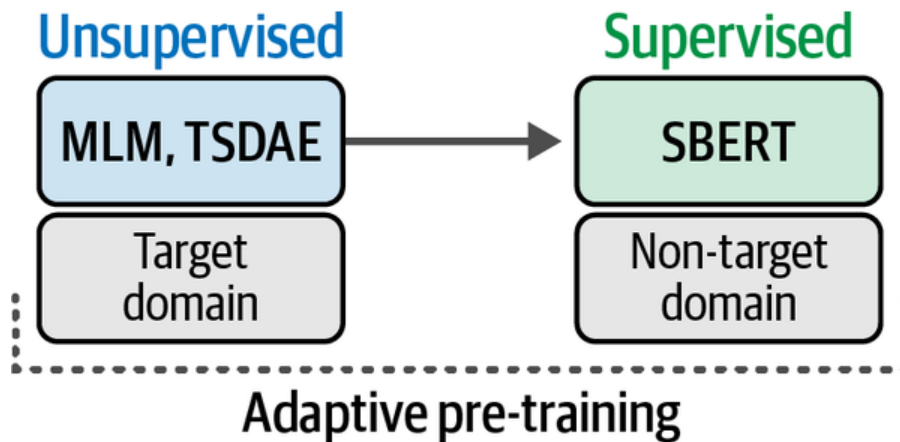 Unsupervised
Supervised
MLM, TSDAE
SBERT
Target
domain
Non-target
domain
Adaptive pre-training